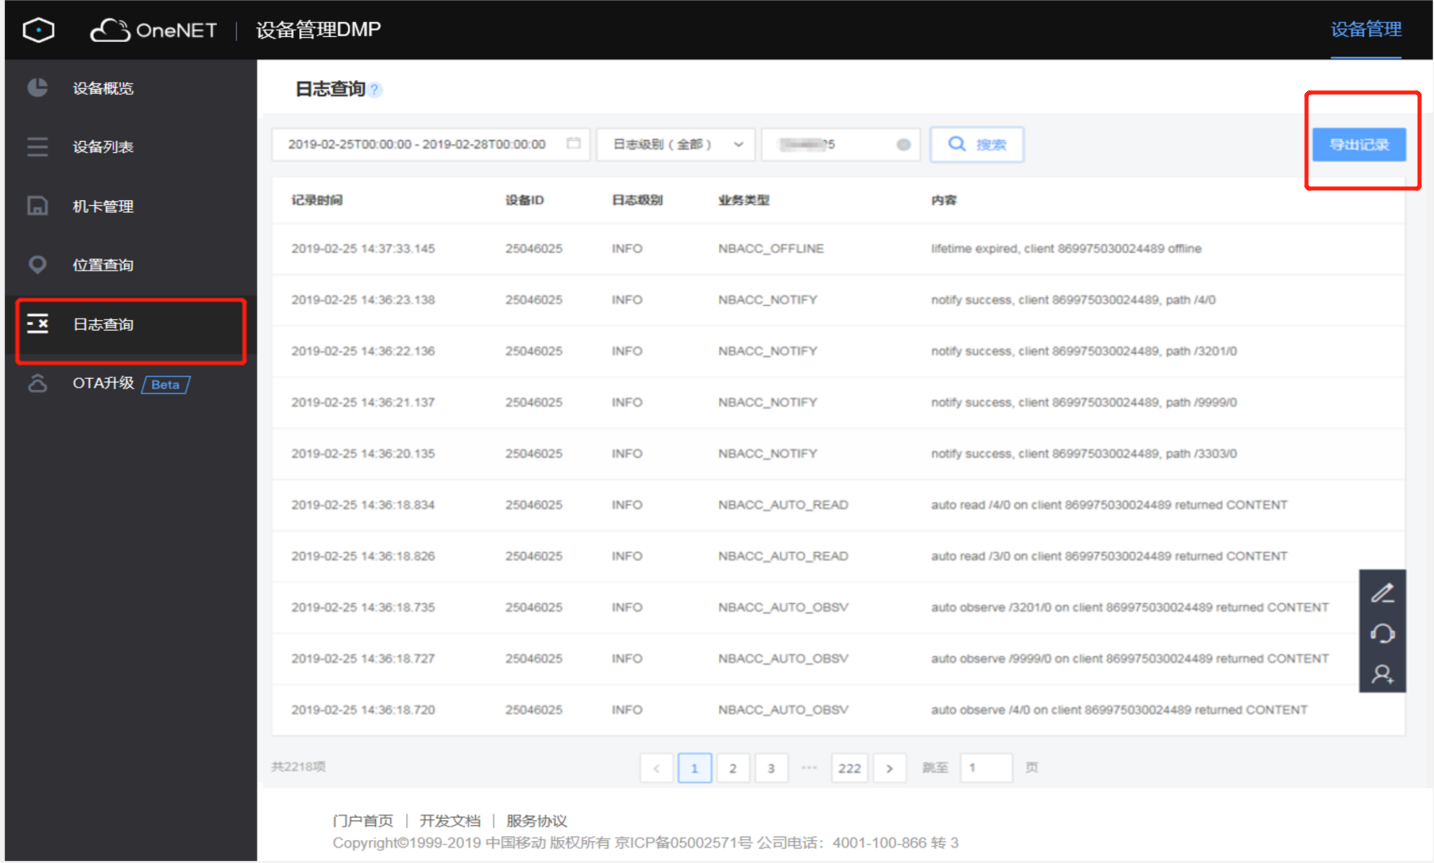 OneNET | 设备管理DMP 设备管理
设备概览
设备列表
机卡管理
位置查询
日志查询
OTA升级 Beta
日志查询 ?
2019-02-25T00:00:00 - 2019-02-28T00:00:00 日志级别 ( 全部 ) 5 搜索 导出记录
记录时间 设备ID 日志级别 业务类型 内容
2019-02-25 14:37:33.145 25046025 INFO NBACC_OFFLINE lifetime expired, client 869975030024489 offline
2019-02-25 14:36:23.138 25046025 INFO NBACC_NOTIFY notify success, client 869975030024489, path /4/0
2019-02-25 14:36:22.136 25046025 INFO NBACC_NOTIFY notify success, client 869975030024489, path /3201/0
2019-02-25 14:36:21.137 25046025 INFO NBACC_NOTIFY notify success, client 869975030024489, path /9999/0
2019-02-25 14:36:20.135 25046025 INFO NBACC_NOTIFY notify success, client 869975030024489, path /3303/0
2019-02-25 14:36:18.834 25046025 INFO NBACC_AUTO_READ auto read /4/0 on client 869975030024489 returned CONTENT
2019-02-25 14:36:18.826 25046025 INFO NBACC_AUTO_READ auto read /3/0 on client 869975030024489 returned CONTENT
2019-02-25 14:36:18.735 25046025 INFO NBACC_AUTO_OBSV auto observe /3201/0 on client 869975030024489 returned CONTENT
2019-02-25 14:36:18.727 25046025 INFO NBACC_AUTO_OBSV auto observe /9999/0 on client 869975030024489 returned CONTENT
2019-02-25 14:36:18.720 25046025 INFO NBACC_AUTO_OBSV auto observe /4/0 on client 869975030024489 returned CONTENT
共2218项 < 1 2 3 ··· 222 > 跳至 1 页
门户首页 | 开发文档 | 服务协议
Copyright©1999-2019 中国移动 版权所有 京ICP备05002571号 公司电话：4001-100-866 转 3